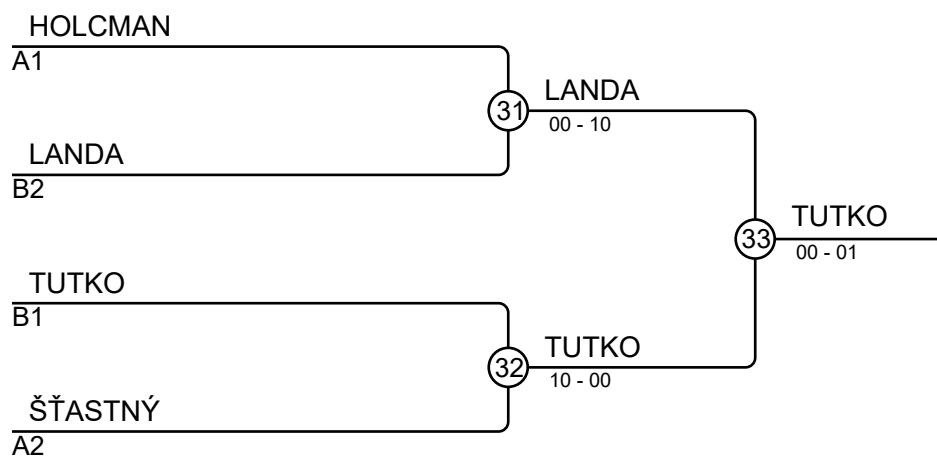 HOLCMAN
A1
31
LANDA
00 - 10
LANDA
B2
33
TUTKO
00 - 01
TUTKO
B1
32
TUTKO
10 - 00
ŠŤASTNÝ
A2